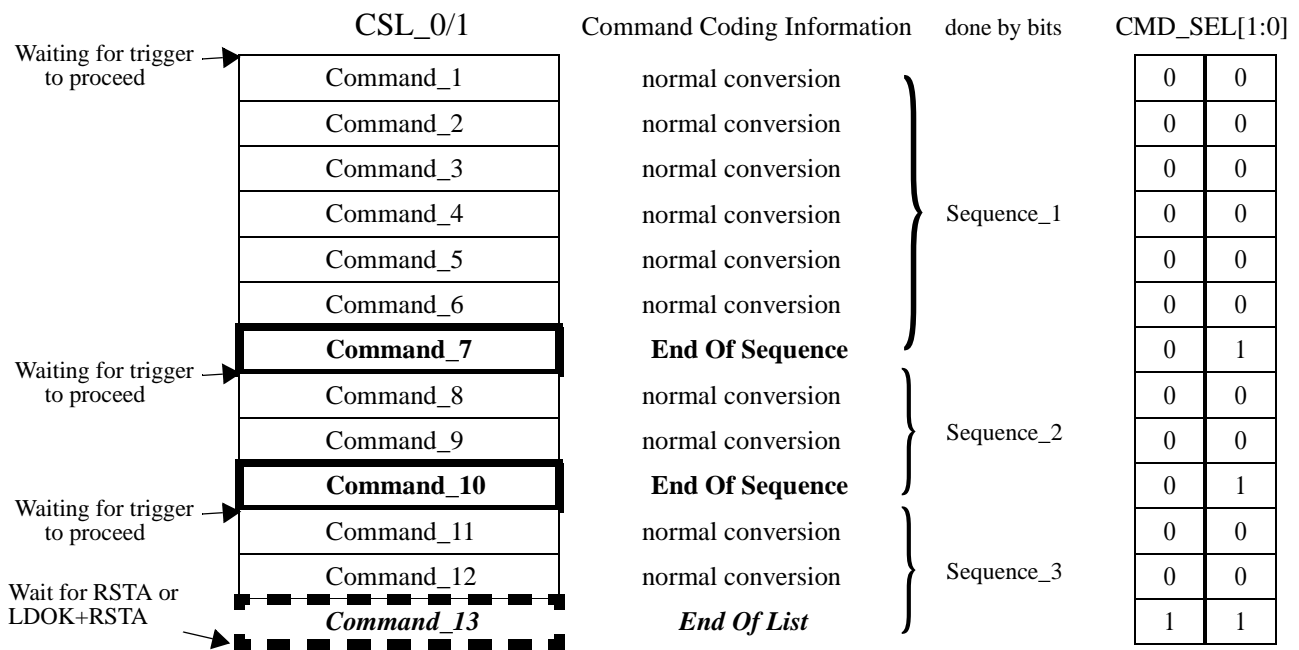 CSL_0/1 Command Coding Information done by bits CMD_SEL[1:0]
Waiting for trigger
to proceed
Command_1 normal conversion 0 0
Command_2 normal conversion 0 0
Command_3 normal conversion 0 0
Command_4 normal conversion Sequence_1 0 0
Command_5 normal conversion 0 0
Command_6 normal conversion 0 0
Command_7 End Of Sequence 0 1
Waiting for trigger
to proceed
Command_8 normal conversion 0 0
Command_9 normal conversion Sequence_2 0 0
Command_10 End Of Sequence 0 1
Waiting for trigger
to proceed
Command_11 normal conversion 0 0
Command_12 normal conversion Sequence_3 0 0
Wait for RSTA or
LDOK+RSTA
Command_13 End Of List 1 1